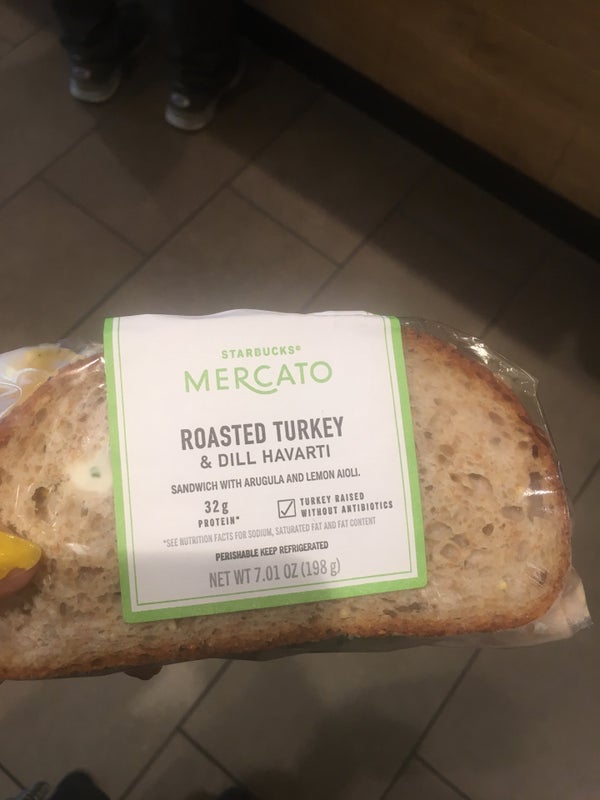 STARBUCKS®
MERCATO
ROASTED TURKEY
& DILL HAVARTI
SANDWICH WITH ARUGULA AND LEMON AIOLI.
32g
PROTEIN*
TURKEY RAISED
WITHOUT ANTIBIOTICS
*SEE NUTRITION FACTS FOR SODIUM, SATURATED FAT AND FAT CONTENT
PERISHABLE KEEP REFRIGERATED
NET WT 7.01 OZ (198 g)